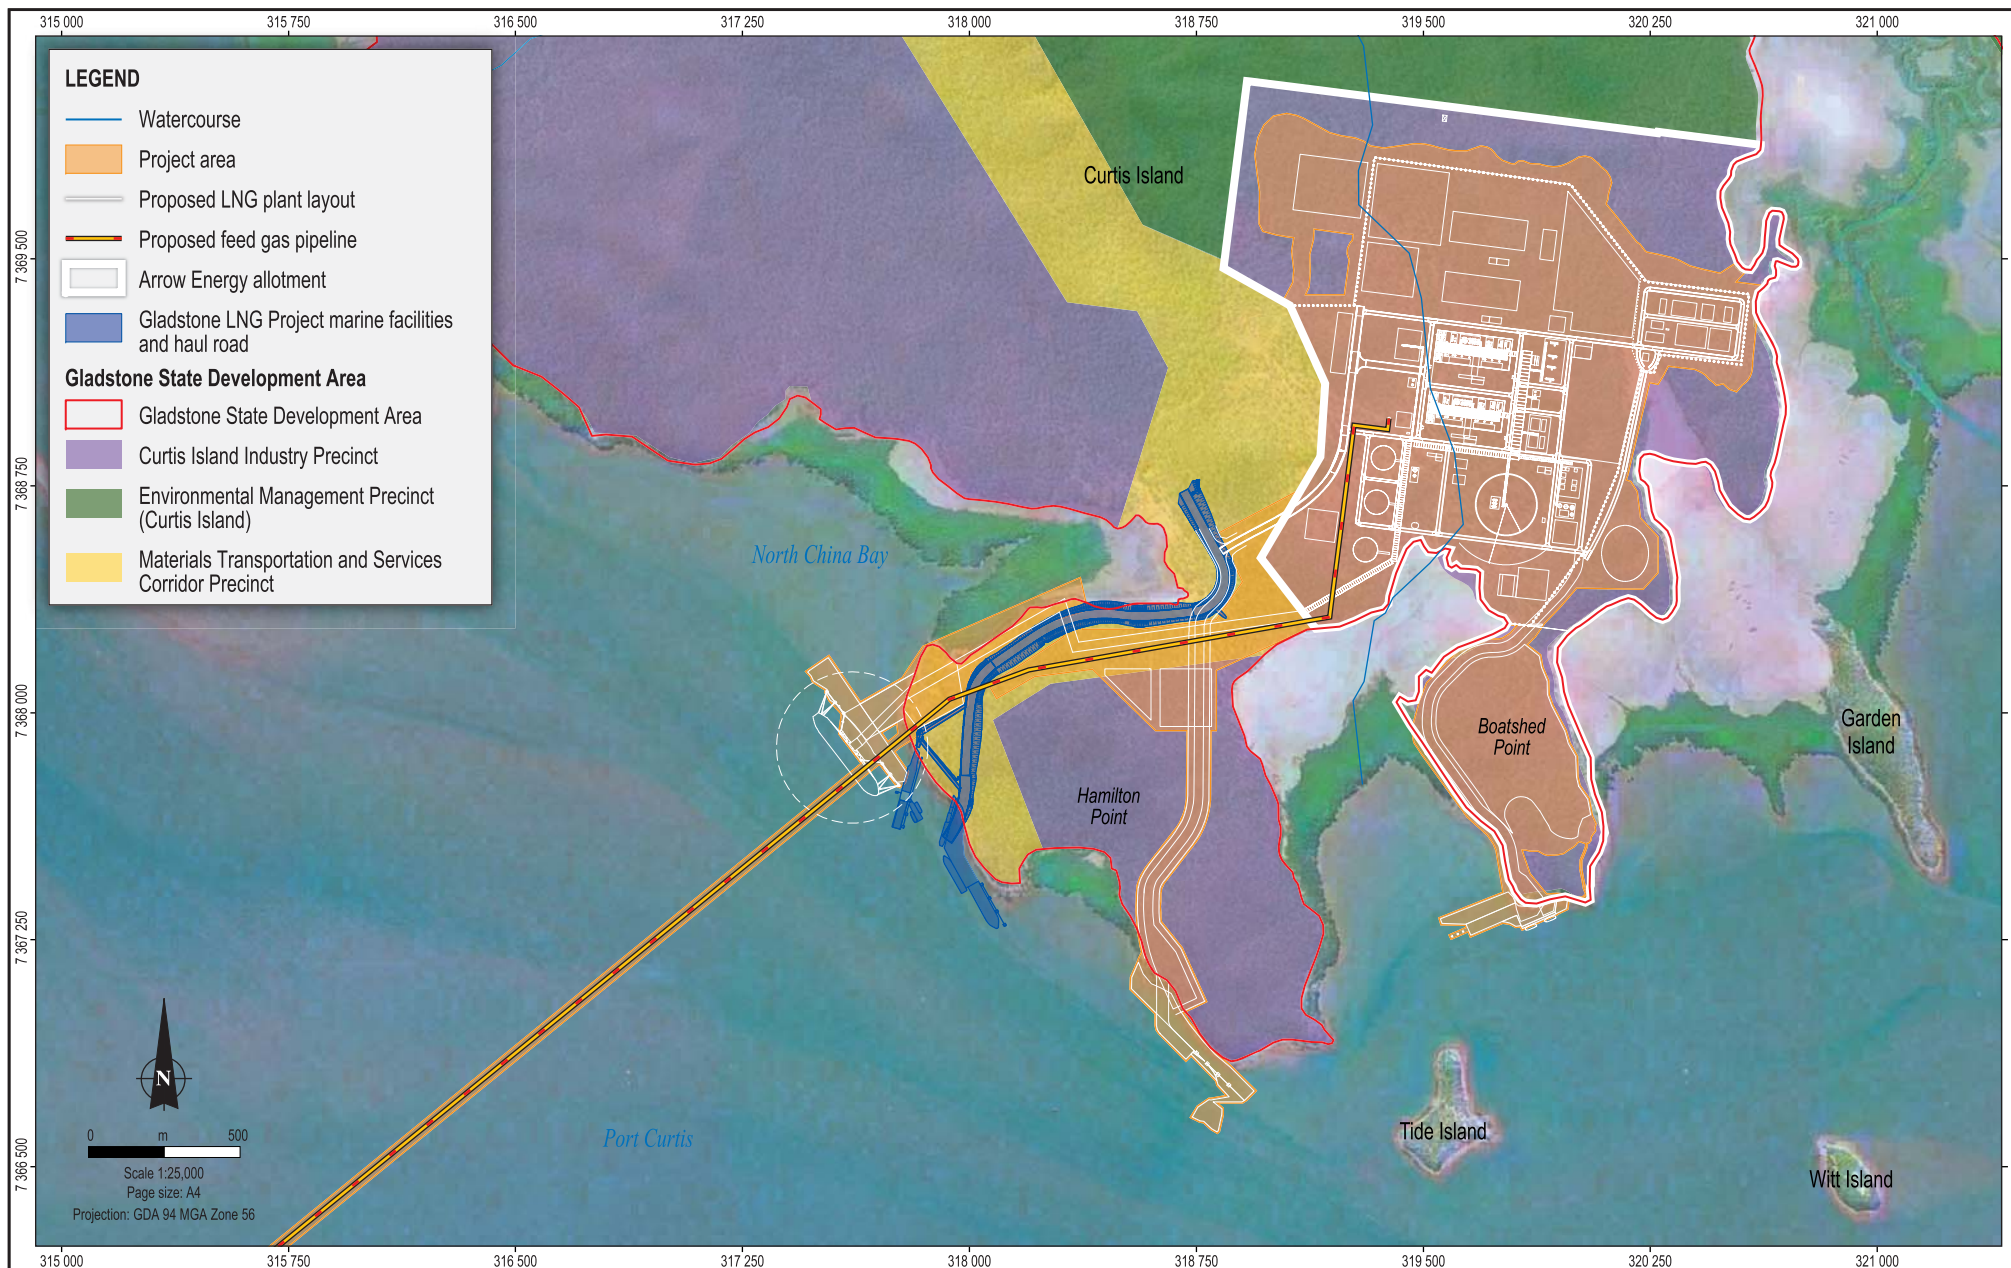 315 000 315 750 316 500 317 250 318 000 318 750 319 500 320 250 321 000
LEGEND
Watercourse
Project area
Proposed LNG plant layout
Proposed feed gas pipeline
Arrow Energy allotment
Gladstone LNG Project marine facilities
and haul road
Gladstone State Development Area
Gladstone State Development Area
Curtis Island Industry Precinct
Environmental Management Precinct
(Curtis Island)
Materials Transportation and Services
Corridor Precinct
7 369 500
7 368 750
7 368 000
7 367 250
7 366 500
Curtis Island
North China Bay
Boatshed
Point
Garden
Island
Hamilton
Point
Port Curtis
Tide Island
Witt Island
N
0 m 500
Scale 1:25,000
Page size: A4
Projection: GDA 94 MGA Zone 56
315 000 315 750 316 500 317 250 318 000 318 750 319 500 320 250 321 000